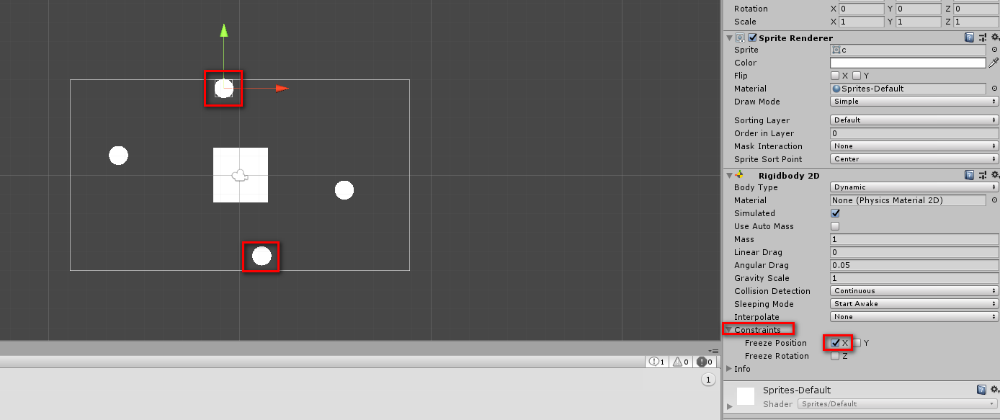 Rotation X 0 Y 0 Z 0
Scale X 1 Y 1 Z 1
Sprite Renderer
Sprite c
Color
Flip X Y
Material Sprites-Default
Draw Mode Simple
Sorting Layer Default
Order in Layer 0
Mask Interaction None
Sprite Sort Point Center
Rigidbody 2D
Body Type Dynamic
Material None (Physics Material 2D)
Simulated
Use Auto Mass
Mass 1
Linear Drag 0
Angular Drag 0.05
Gravity Scale 1
Collision Detection Continuous
Sleeping Mode Start Awake
Interpolate None
Constraints
Freeze Position X Y
Freeze Rotation Z
Info
1 0 0
1
Sprites-Default
Shader Sprites/Default